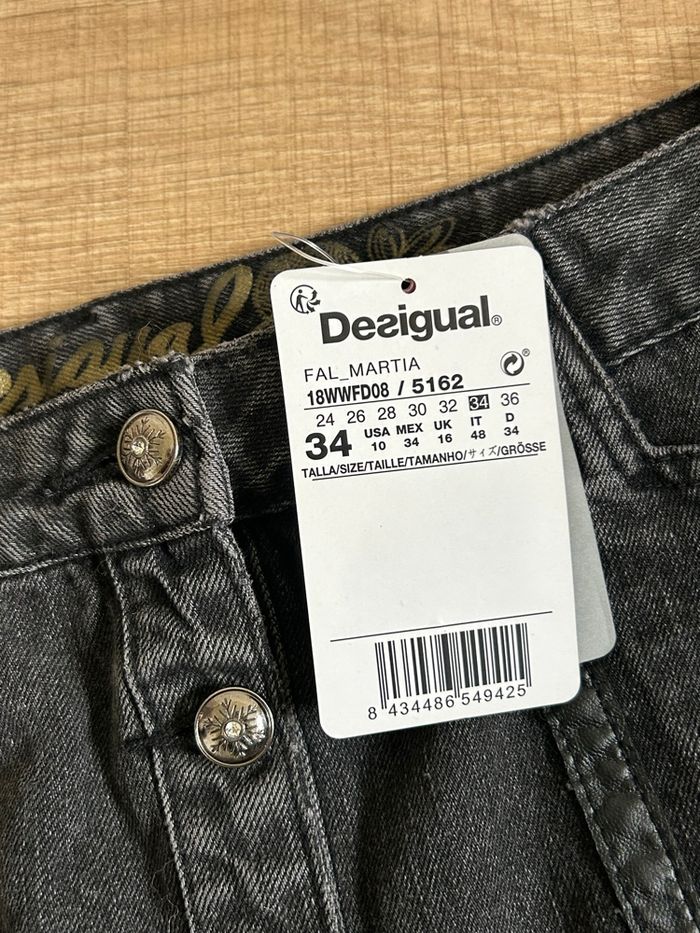 Desigual®
FAL_MARTIA
18WWFD08 / 5162
24 26 28 30 32 34 36
34 USA MEX UK IT D
10 34 16 48 34
TALLA/SIZE/TAILLE/TAMANHO/サイズ/GRÖSSE
8 434486 549425